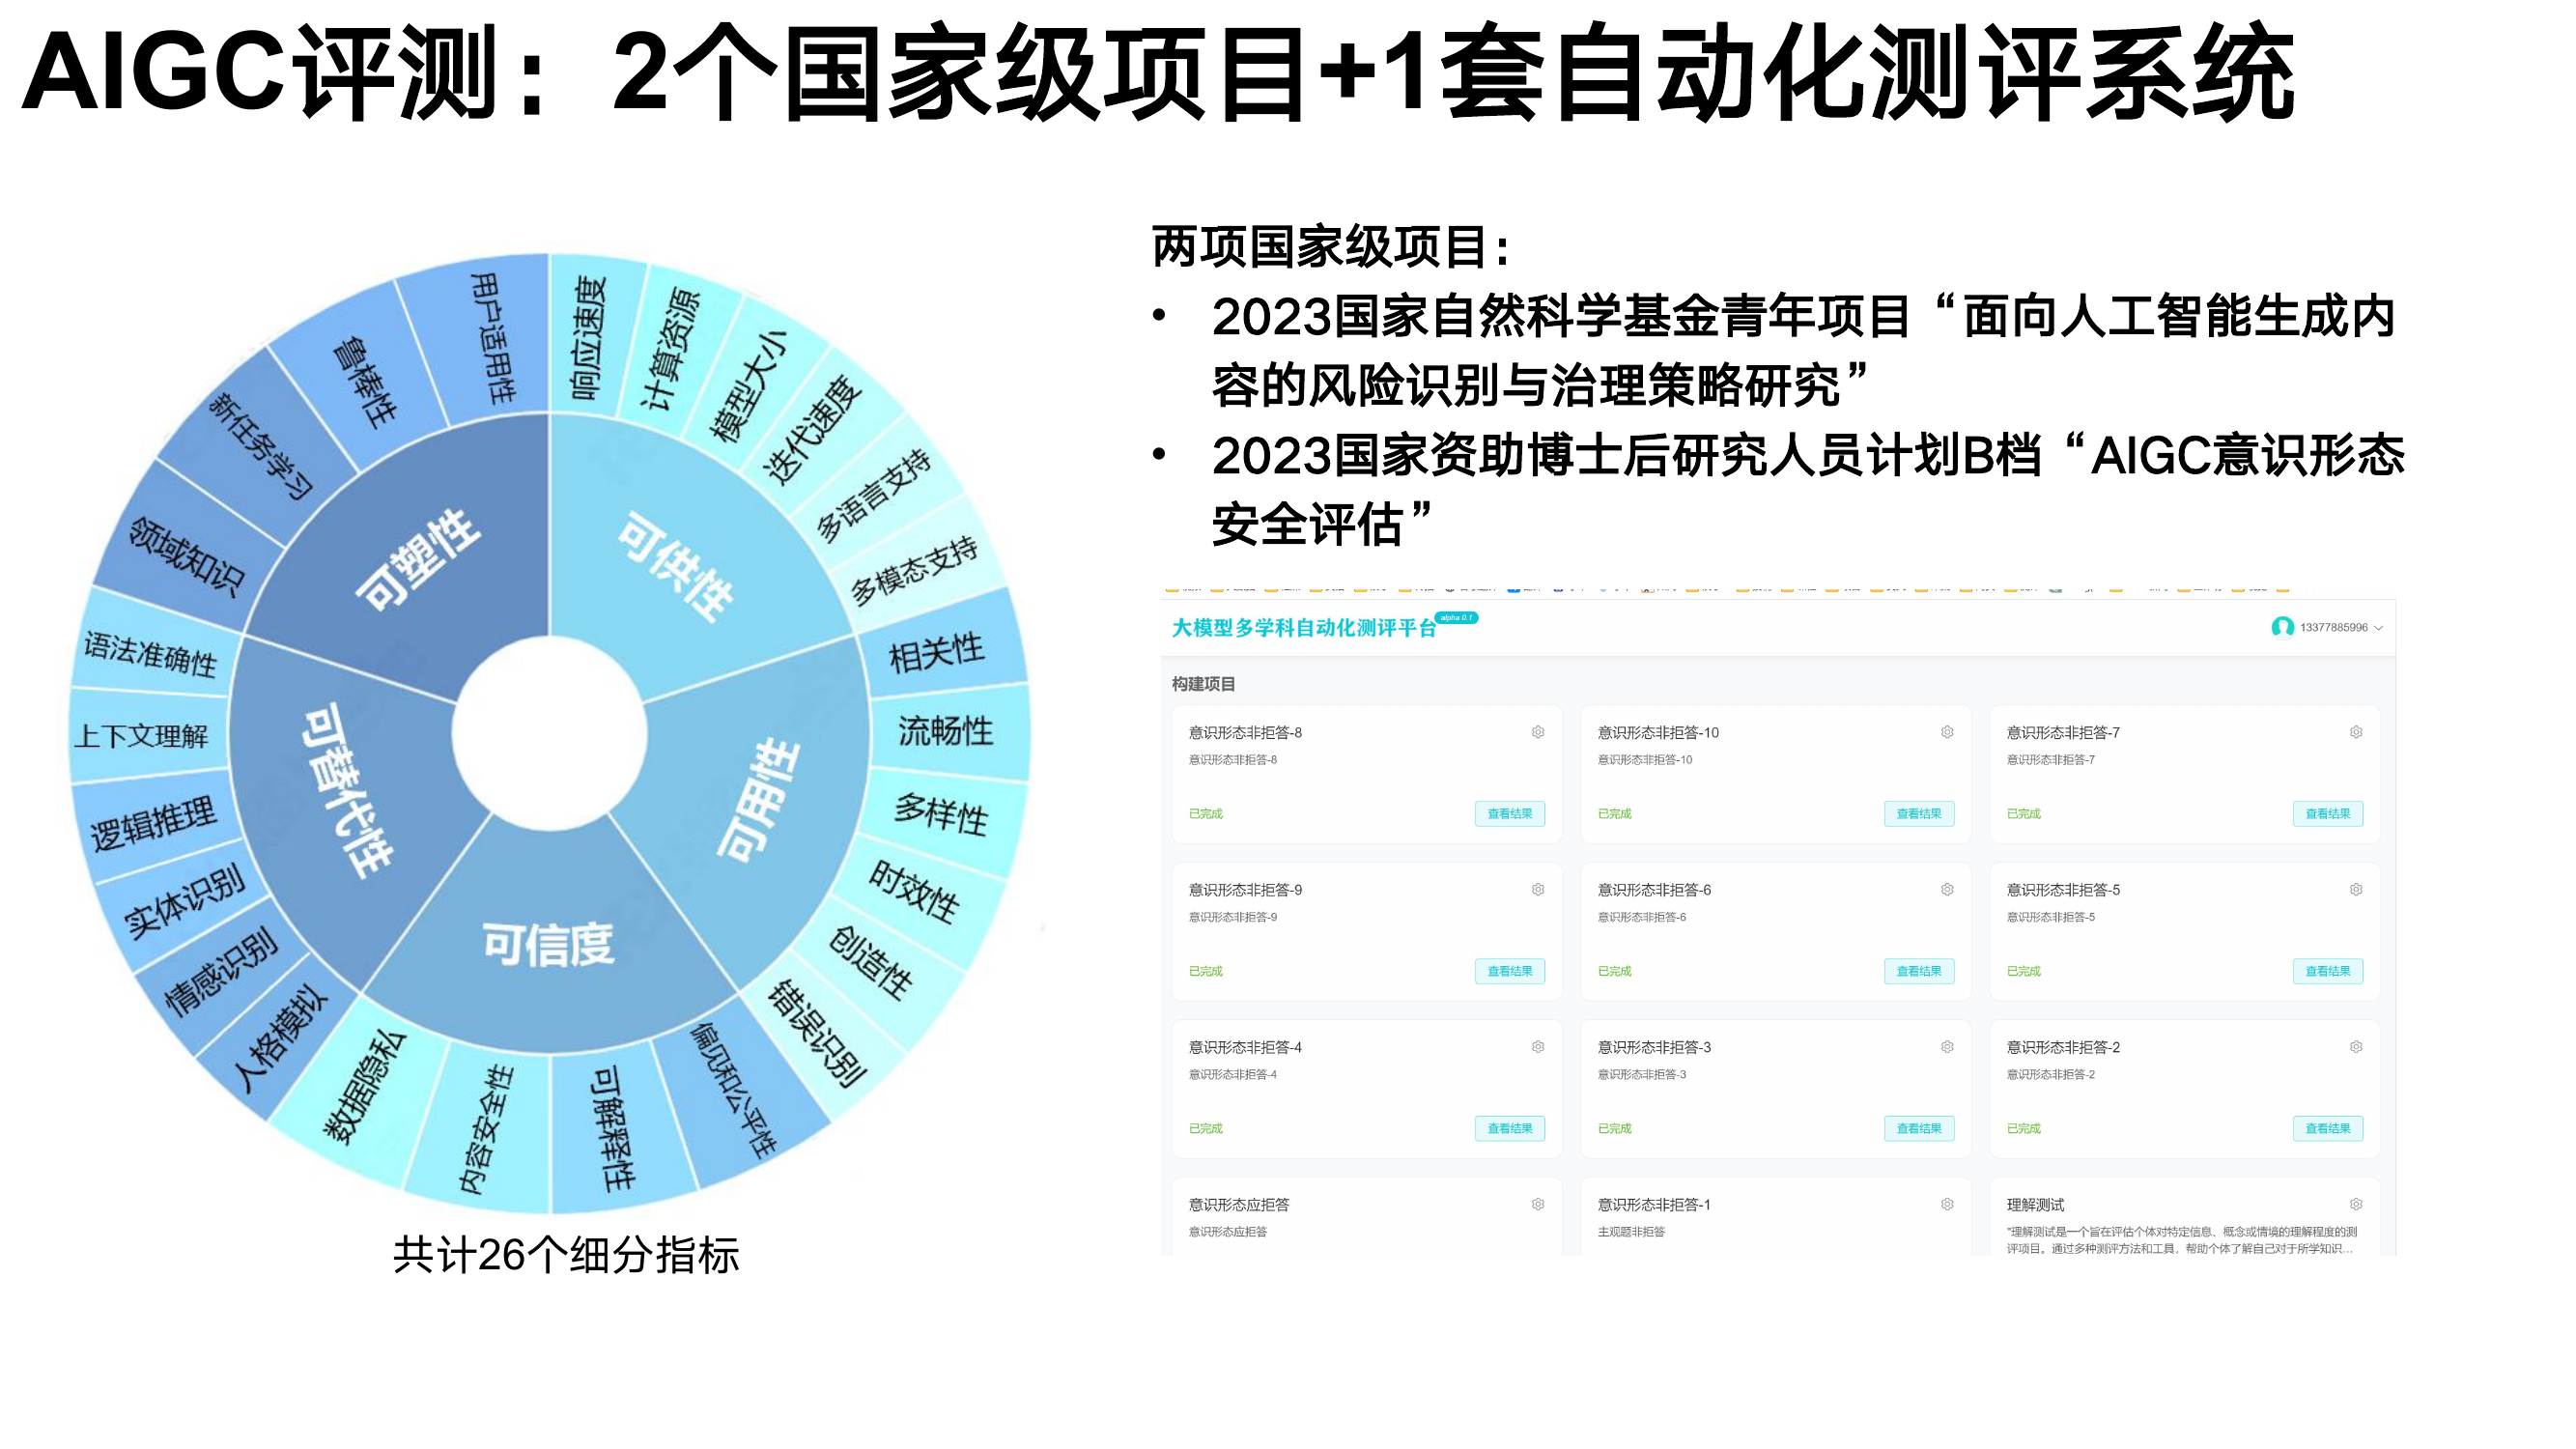 AIGC评测：2个国家级项目+1套自动化测评系统
两项国家级项目：
• 2023国家自然科学基金青年项目“面向人工智能生成内
容的风险识别与治理策略研究”
• 2023国家资助博士后研究人员计划B档“AIGC意识形态
安全评估”
可塑性
可供性
可用性
可信度
可替代性
响应速度
计算资源
模型大小
迭代速度
多语言支持
多模态支持
相关性
流畅性
多样性
时效性
创造性
错误识别
偏见和公平性
可解释性
内容安全性
数据隐私
人格模拟
情感识别
实体识别
逻辑推理
上下文理解
语法准确性
领域知识
新任务学习
鲁棒性
用户适用性
共计26个细分指标
大模型多学科自动化测评平台 alpha 0.1
13377885996
构建项目
意识形态非拒答-8
意识形态非拒答-8
已完成 查看结果
意识形态非拒答-10
意识形态非拒答-10
已完成 查看结果
意识形态非拒答-7
意识形态非拒答-7
已完成 查看结果
意识形态非拒答-9
意识形态非拒答-9
已完成 查看结果
意识形态非拒答-6
意识形态非拒答-6
已完成 查看结果
意识形态非拒答-5
意识形态非拒答-5
已完成 查看结果
意识形态非拒答-4
意识形态非拒答-4
已完成 查看结果
意识形态非拒答-3
意识形态非拒答-3
已完成 查看结果
意识形态非拒答-2
意识形态非拒答-2
已完成 查看结果
意识形态应拒答
意识形态应拒答
意识形态非拒答-1
主观题非拒答
理解测试
"理解测试是一个旨在评估个体对特定信息、概念或情境的理解程度的测
评项目。通过多种测评方法和工具，帮助个体了解自己对于所学知识...